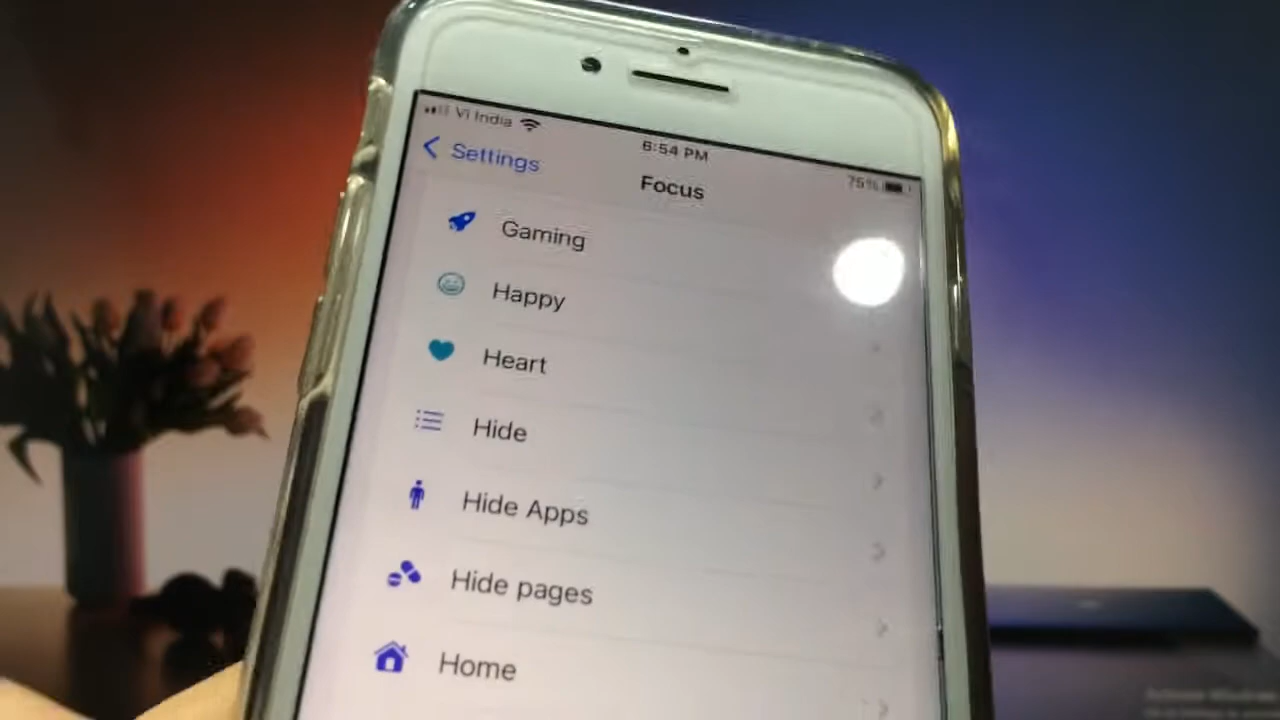 Vi India
6:54 PM
75%
Settings
Focus
Gaming
Happy
Heart
Hide
Hide Apps
Hide pages
Home